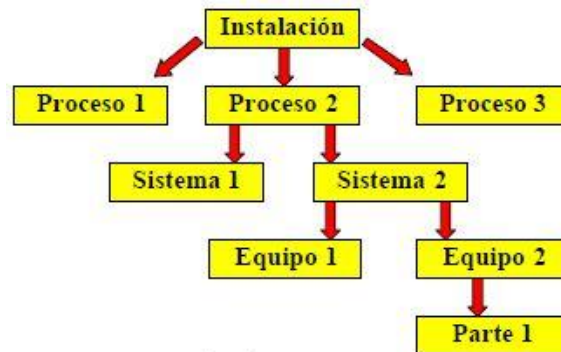 Instalación
Proceso 1
Proceso 2
Proceso 3
Sistema 1
Sistema 2
Equipo 1
Equipo 2
Parte 1